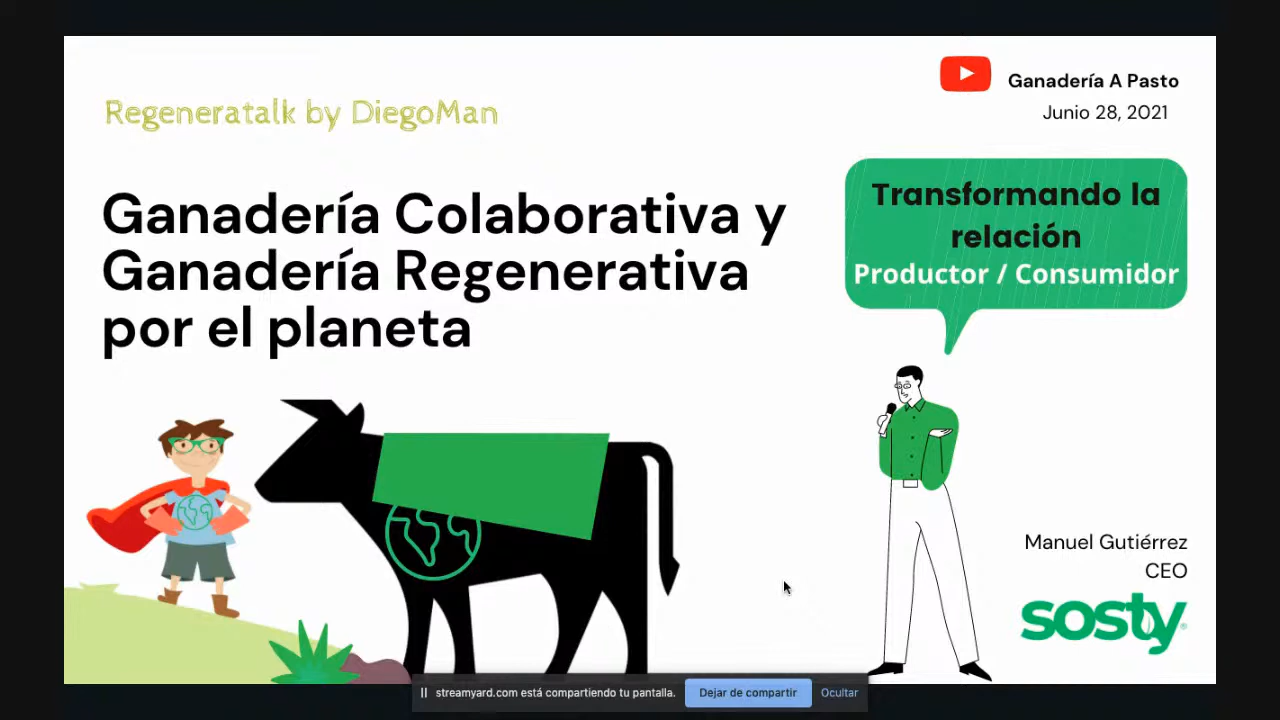 Regeneratalk by DiegoMan
Ganadería A Pasto
Junio 28, 2021
Ganadería Colaborativa y
Ganadería Regenerativa
por el planeta
Transformando la
relación
Productor / Consumidor
Manuel Gutiérrez
CEO
sosty
streamyard.com está compartiendo tu pantalla.
Dejar de compartir
Ocultar